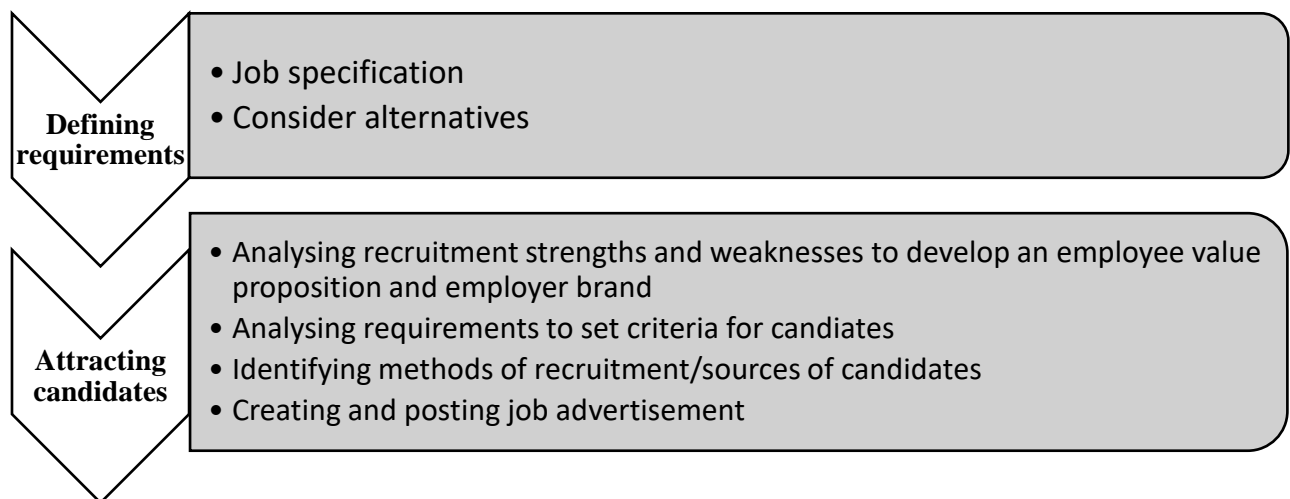 Defining
requirements
• Job specification
• Consider alternatives
Attracting
candidates
• Analysing recruitment strengths and weaknesses to develop an employee value
proposition and employer brand
• Analysing requirements to set criteria for candiates
• Identifying methods of recruitment/sources of candidates
• Creating and posting job advertisement